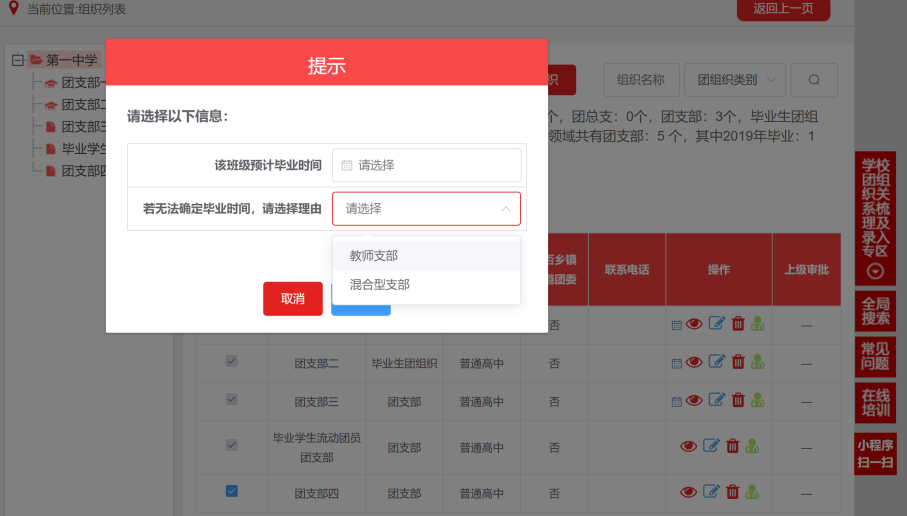 当前位置:组织列表
返回上一页
第一中学
团支部一
团支部二
团支部三
毕业学生
团支部四
提示
请选择以下信息：
该班级预计毕业时间
请选择
若无法确定毕业时间，请选择理由
请选择
教师支部
混合型支部
取消
织
组织名称
团组织类别
个，团总支：0个，团支部：3个，毕业生团组
领域共有团支部：5 个，其中2019年毕业：1
否乡镇
道团委
联系电话
操作
上级审批
否
—
团支部二
毕业生团组织
普通高中
否
—
团支部三
团支部
普通高中
否
—
毕业学生流动团员
团支部
团支部
普通高中
否
—
团支部四
团支部
普通高中
否
—
学校
团组
织关
系统
理及
录入
专区
全局
搜索
常见
问题
在线
培训
小程序
扫一扫